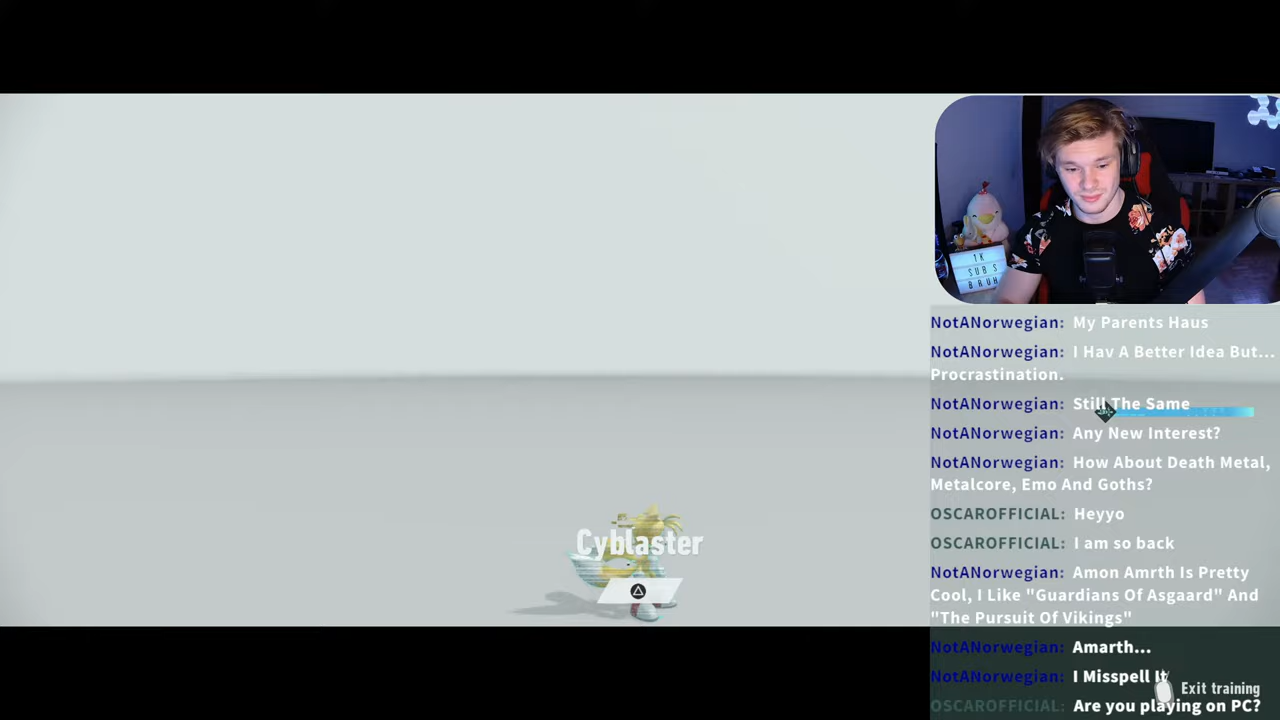 1K
SUBS
BRUH
NotANorwegian: My Parents Haus
NotANorwegian: I Hav A Better Idea But...
Procrastination.
NotANorwegian: Still The Same
NotANorwegian: Any New Interest?
NotANorwegian: How About Death Metal,
Metalcore, Emo And Goths?
OSCAROFFICIAL: Heyyo
OSCAROFFICIAL: I am so back
NotANorwegian: Amon Amrth Is Pretty
Cool, I Like "Guardians Of Asgaard" And
"The Pursuit Of Vikings"
NotANorwegian: Amarth...
NotANorwegian: I Misspell It
OSCAROFFICIAL: Are you playing on PC?
Cyblaster
Exit training